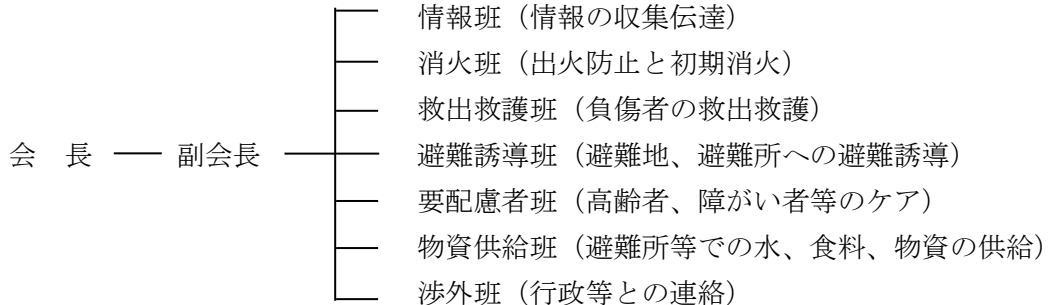 情報班（情報の収集伝達）
消火班（出火防止と初期消火）
救出救護班（負傷者の救出救護）
会　長　副会長　避難誘導班（避難地、避難所への避難誘導）
要配慮者班（高齢者、障がい者等のケア）
物資供給班（避難所等での水、食料、物資の供給）
渉外班（行政等との連絡）